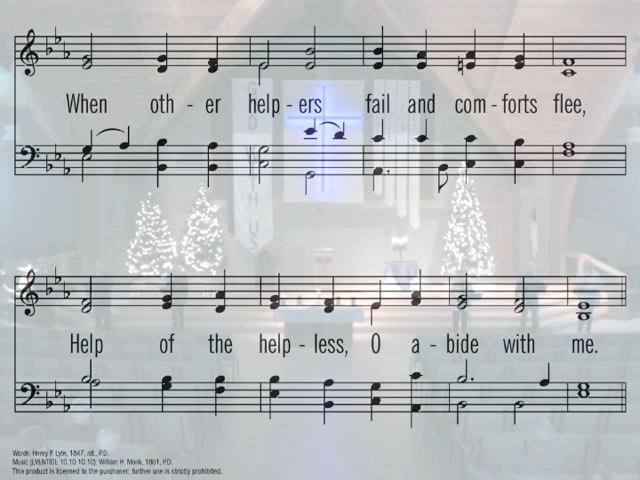 When oth - er help - ers fail and com - forts flee,
Help of the help - less, O a - bide with me.
Words: Henry F. Lyte, 1847, alt., P.D.
Music (EVENTIDE 10.10.10.10): William H. Monk, 1861, P.D.
This product is licensed to the purchaser; further use is strictly prohibited.